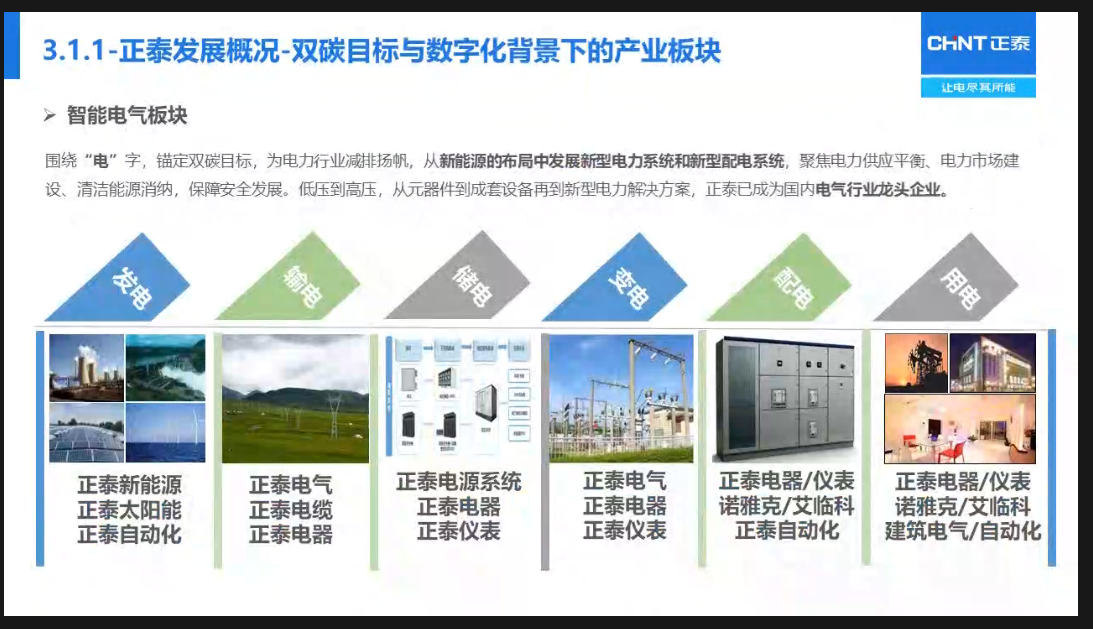 3.1.1-正泰发展概况-双碳目标与数字化背景下的产业板块
CHNT 正泰
让电尽其所能
➢ 智能电气板块
围绕“电”字，锚定双碳目标，为电力行业减排扬帆，从新能源的布局中发展新型电力系统和新型配电系统，聚焦电力供应平衡、电力市场建
设、清洁能源消纳，保障安全发展。低压到高压，从元器件到成套设备再到新型电力解决方案，正泰已成为国内电气行业龙头企业。
发电
输电
储电
变电
配电
用电
正泰新能源
正泰太阳能
正泰自动化
正泰电气
正泰电缆
正泰电器
正泰电源系统
正泰电器
正泰仪表
正泰电气
正泰电器
正泰仪表
正泰电器/仪表
诺雅克/艾临科
正泰自动化
正泰电器/仪表
诺雅克/艾临科
建筑电气/自动化